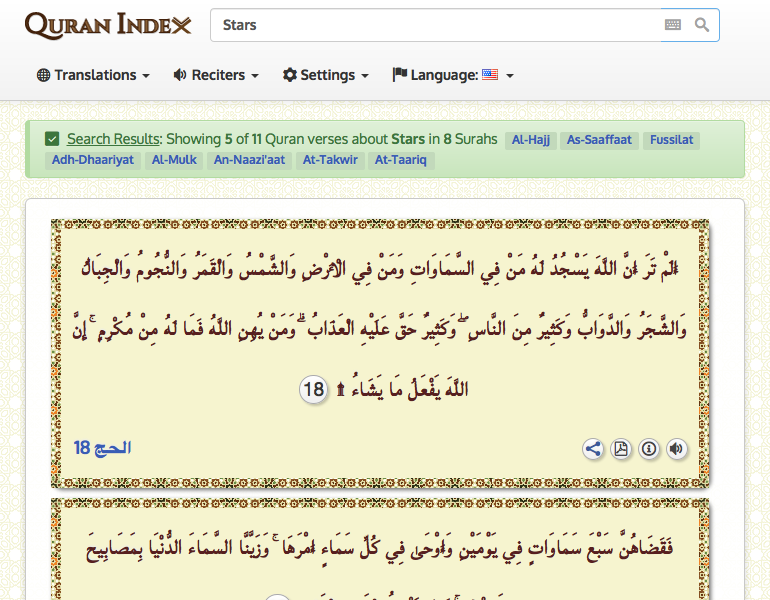 QURAN INDEX
Stars
Translations
Reciters
Settings
Language:
Search Results: Showing 5 of 11 Quran verses about Stars in 8 Surahs Al-Hajj As-Saaffaat Fussilat
Adh-Dhaariyat Al-Mulk An-Naazi'aat At-Takwir At-Taariq
أَلَمْ تَرَ أَنَّ اللَّهَ يَسْجُدُ لَهُ مَنْ فِي السَّمَاوَاتِ وَمَنْ فِي الْأَرْضِ وَالشَّمْسُ وَالْقَمَرُ وَالنُّجُومُ وَالْجِبَالُ
وَالشَّجَرُ وَالدَّوَابُّ وَكَثِيرٌ مِنَ النَّاسِ ۖ وَكَثِيرٌ حَقَّ عَلَيْهِ الْعَذَابُ ۗ وَمَنْ يُهِنِ اللَّهُ فَمَا لَهُ مِنْ مُكْرِمٍ ۚ إِنَّ
اللَّهَ يَفْعَلُ مَا يَشَاءُ ۩ 18
الحج 18
فَقَضَاهُنَّ سَبْعَ سَمَاوَاتٍ فِي يَوْمَيْنِ وَأَوْحَىٰ فِي كُلِّ سَمَاءٍ أَمْرَهَا ۚ وَزَيَّنَّا السَّمَاءَ الدُّنْيَا بِمَصَابِيحَ